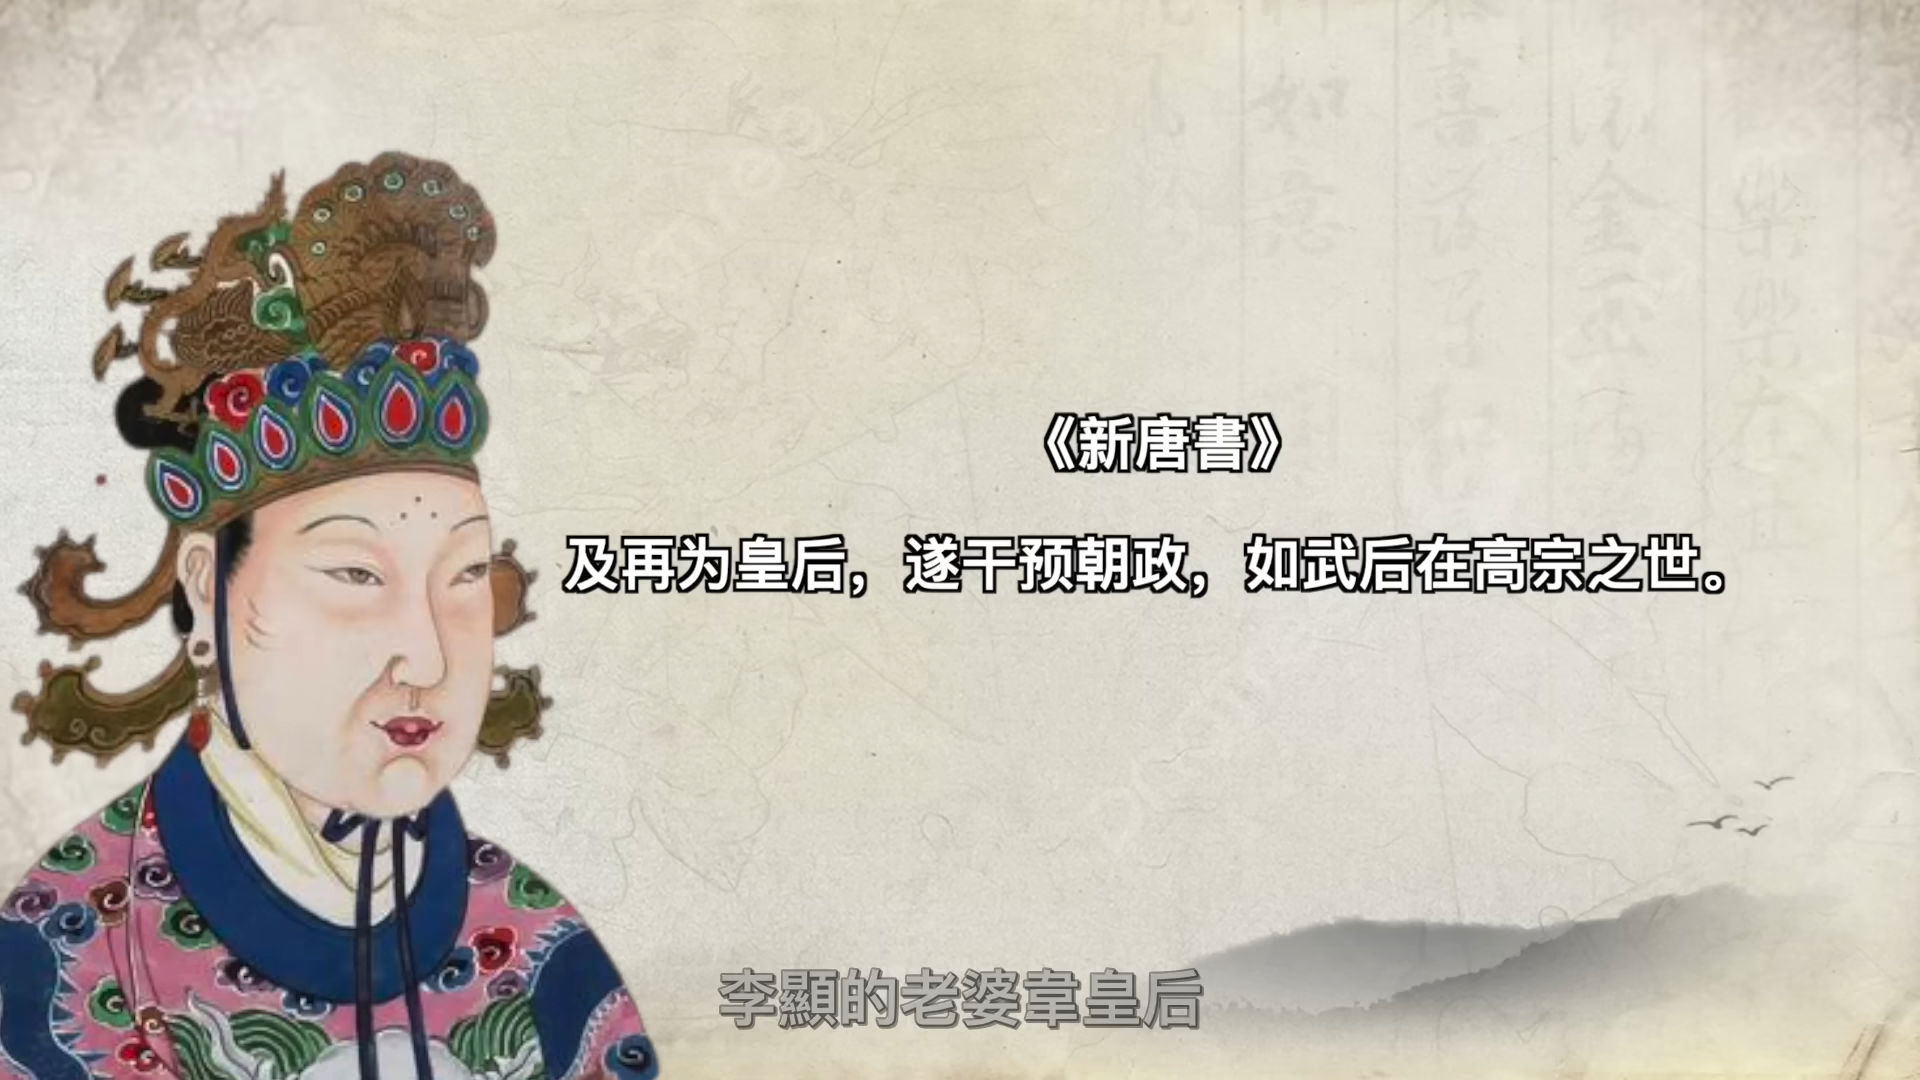 《新唐書》
及再为皇后，遂干预朝政，如武后在高宗之世。
李顯的老婆韋皇后